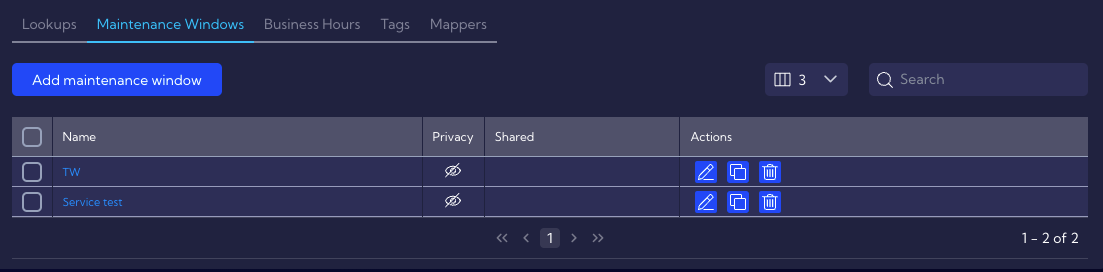 Lookups Maintenance Windows Business Hours Tags Mappers
Add maintenance window 3 Search
Name Privacy Shared Actions
TW
Service test
1 1 - 2 of 2